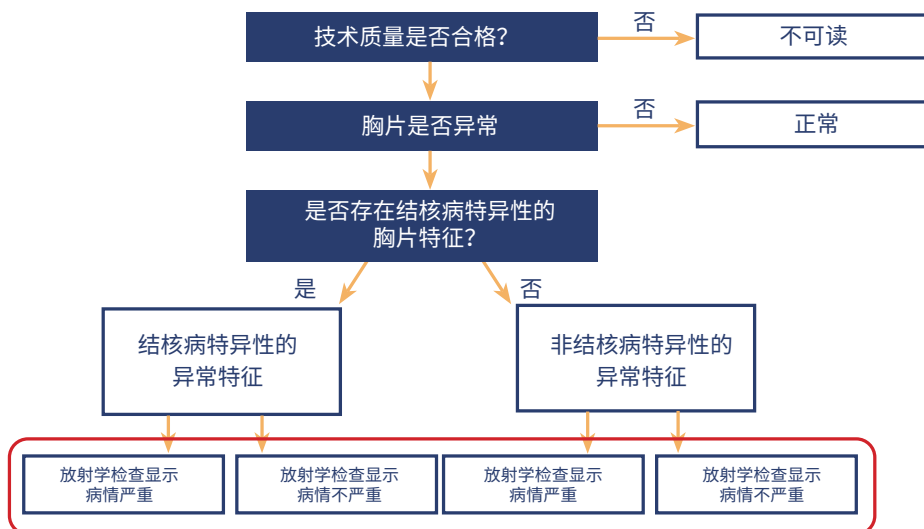 技术质量是否合格?
否
不可读
胸片是否异常
否
正常
是否存在结核病特异性的
胸片特征?
是
否
结核病特异性的
异常特征
非结核病特异性的
异常特征
放射学检查显示
病情严重
放射学检查显示
病情不严重
放射学检查显示
病情严重
放射学检查显示
病情不严重